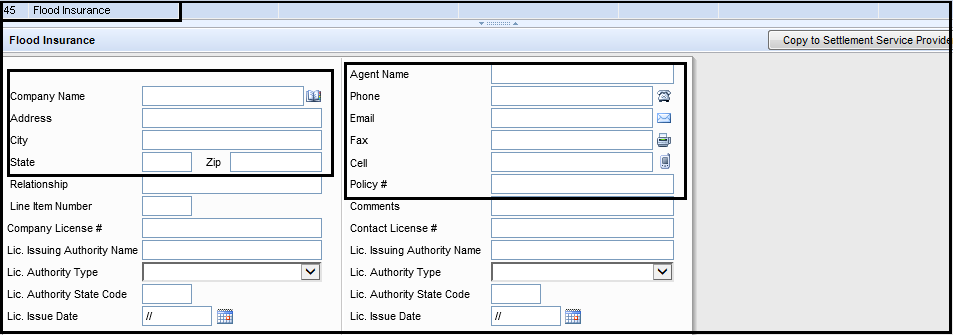 45 Flood Insurance
Flood Insurance
Copy to Settlement Service Provide
Agent Name
Company Name
Phone
Address
Email
City
Fax
State Zip
Cell
Relationship
Policy #
Line Item Number
Comments
Company License #
Contact License #
Lic. Issuing Authority Name
Lic. Issuing Authority Name
Lic. Authority Type
Lic. Authority Type
Lic. Authority State Code
Lic. Authority State Code
Lic. Issue Date //
Lic. Issue Date //